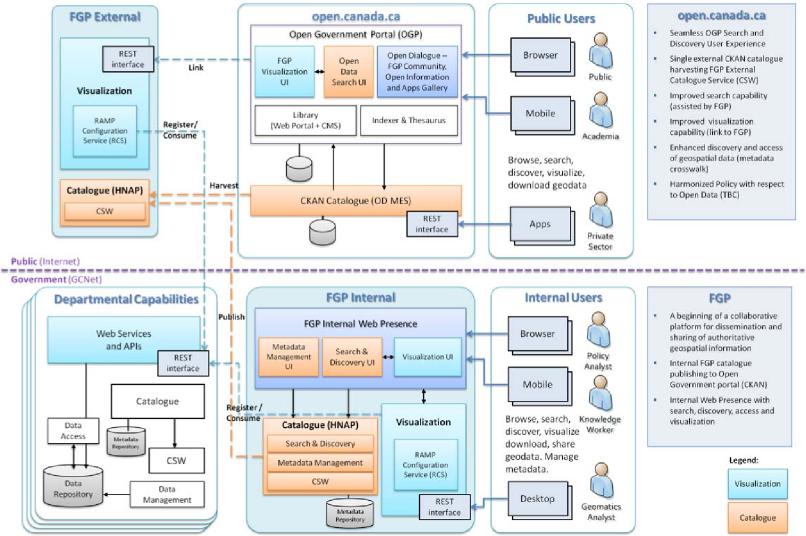 FGP External
REST
interface
Visualization
RAMP
Configuration
Service (RCS)
Catalogue (HNAP)
CSW
Link
Register/
Consume
Harvest
open.canada.ca
Open Government Portal (OGP)
FGP
Visualization
UI
Open
Data
Search UI
Open Dialogue –
FGP Community,
Open Information
and Apps Gallery
Library
(Web Portal + CMS)
Indexer & Thesaurus
CKAN Catalogue (OD MES)
REST
interface
Public Users
Browser
Public
Mobile
Academia
Browse, search,
discover, visualize,
download geodata
Apps
Private
Sector
open.canada.ca
Seamless OGP Search and
Discovery User Experience
Single external CKAN catalogue
harvesting FGP External
Catalogue Service (CSW)
Improved search capability
(assisted by FGP)
Improved visualization
capability (link to FGP)
Enhanced discovery and access
of geospatial data (metadata
crosswalk)
Harmonized Policy with respect
to Open Data (TBC)
Public (Internet)
Government (GCNet)
Departmental Capabilities
Web Services
and APIs
REST
interface
Catalogue
Data
Access
Metadata
Repository
CSW
Data
Repository
Data
Management
Publish
Register /
Consume
FGP Internal
FGP Internal Web Presence
Metadata
Management
UI
Search &
Discovery UI
Visualization UI
Catalogue (HNAP)
Search & Discovery
Metadata Management
CSW
Metadata
Repository
Visualization
RAMP
Configuration
Service (RCS)
REST
interface
Internal Users
Browser
Policy
Analyst
Mobile
Knowledge
Worker
Browse, search,
discover, visualize
download, share
geodata. Manage
metadata.
Desktop
Geomatics
Analyst
FGP
A beginning of a collaborative
platform for dissemination and
sharing of authoritative
geospatial information
Internal FGP catalogue
publishing to Open
Government portal (CKAN)
Internal Web Presence with
search, discovery, access and
visualization
Legend:
Visualization
Catalogue